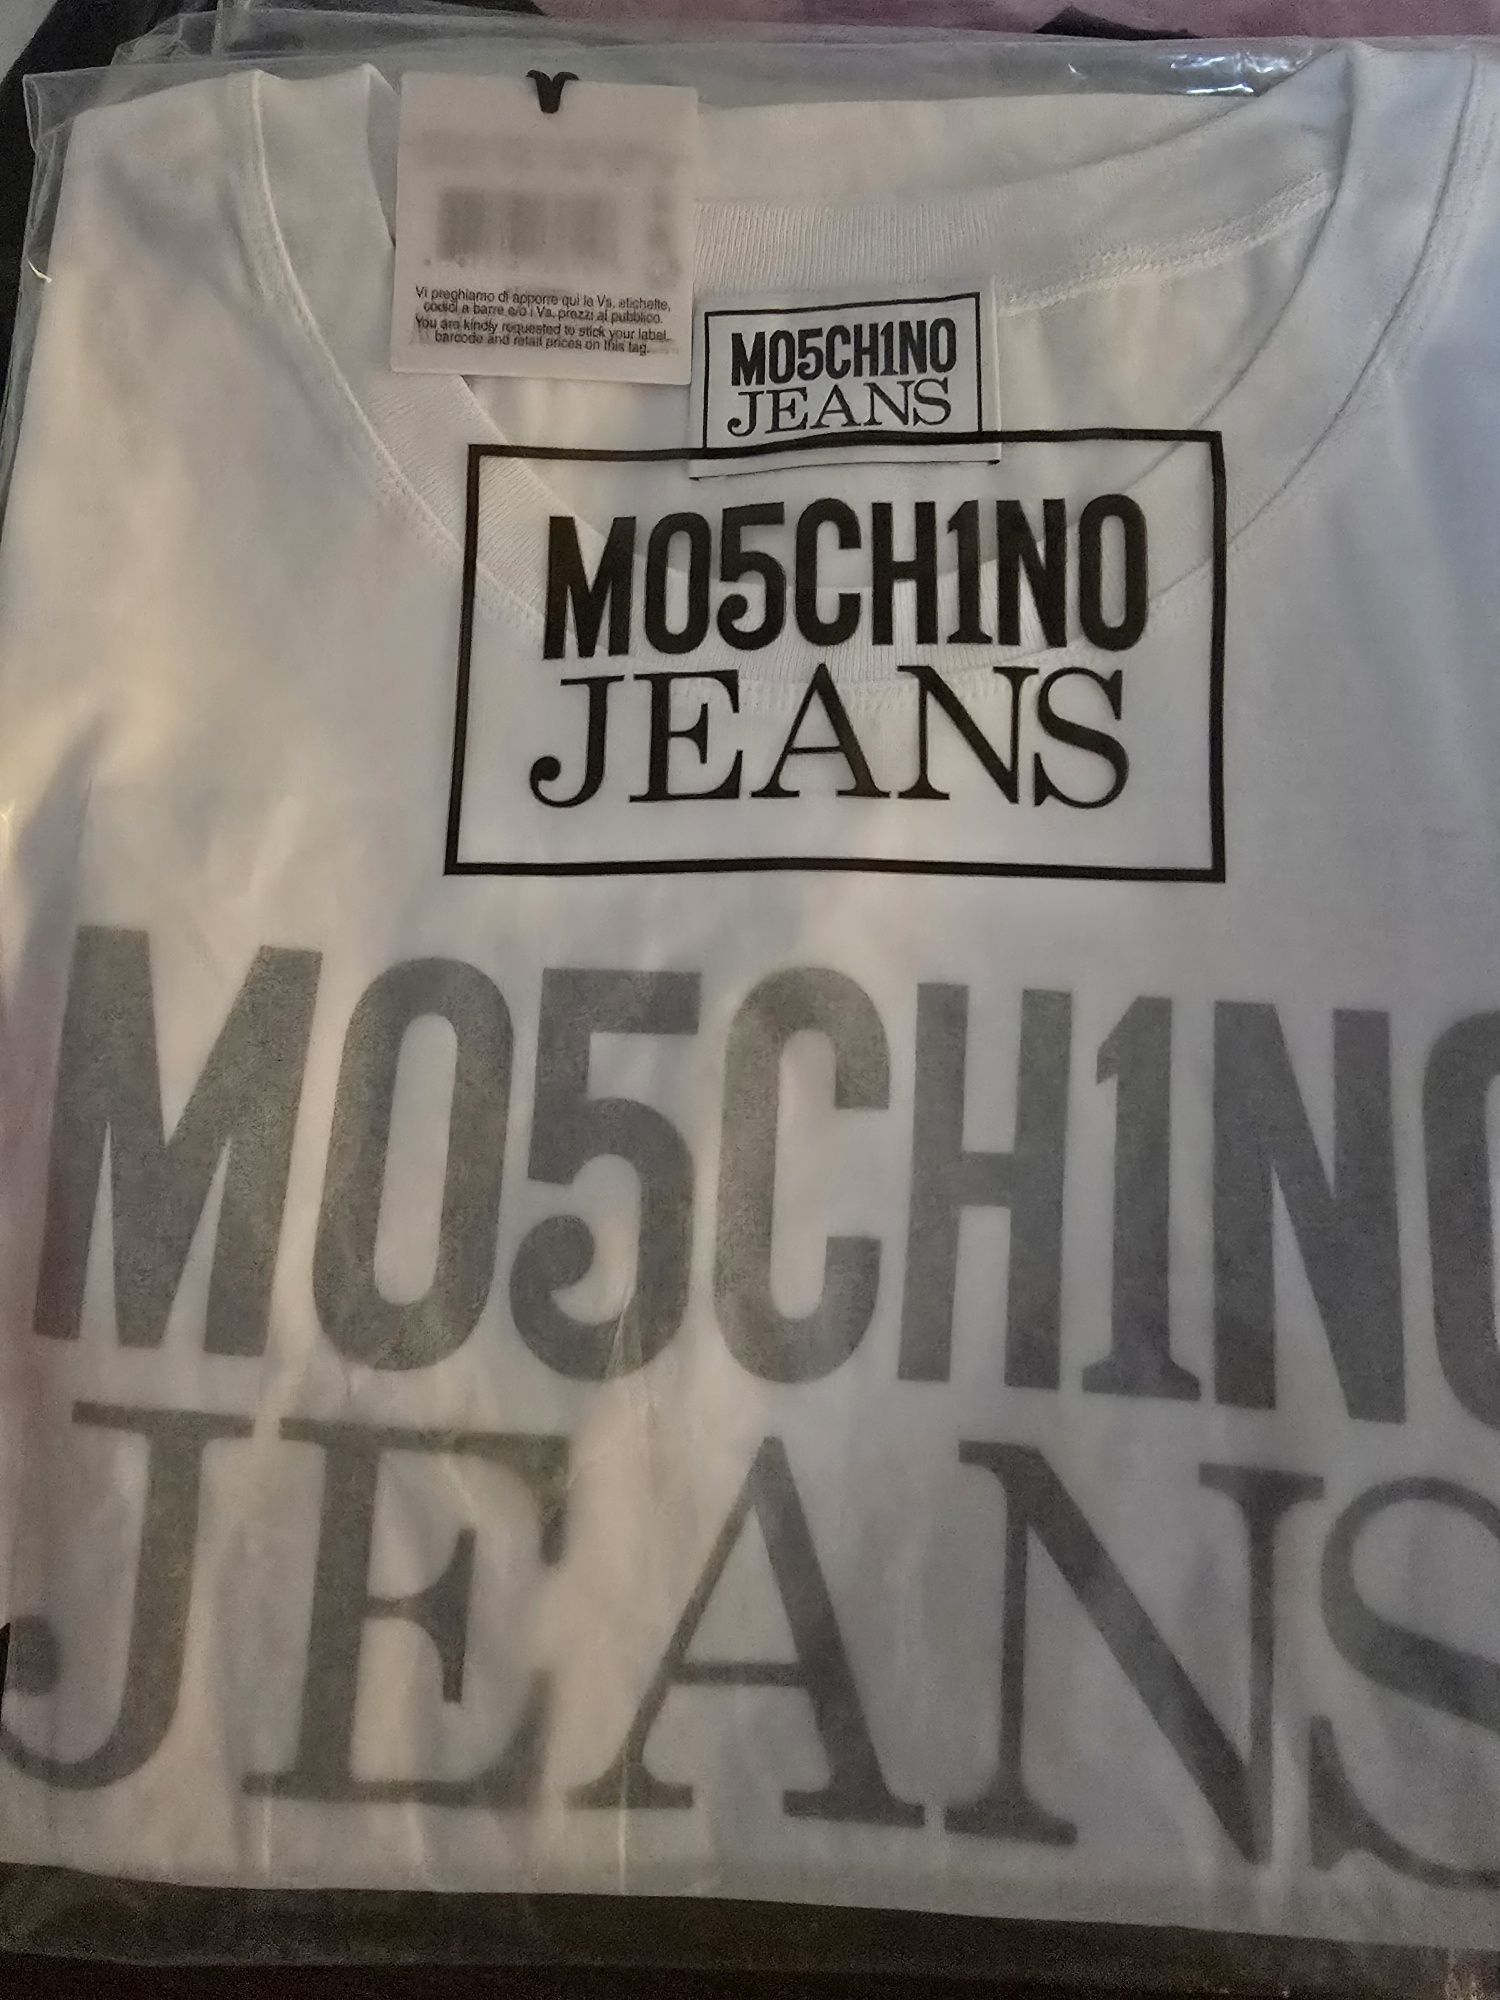 Vi preghiamo di apporre qui le Vs. etichette,
codici a barre e/o i Vs. prezzi al pubblico.
You are kindly requested to stick your label,
barcode and retail prices on this tag.
MO5CH1NO
JEANS
MO5CH1NO
JEANS
MO5CH1NO
JEANS